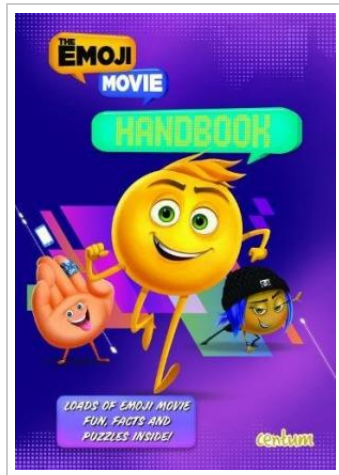 THE
EMOJI
MOVIE
HANDBOOK
LOADS OF EMOJI MOVIE
FUN, FACTS AND
PUZZLES INSIDE!
centum